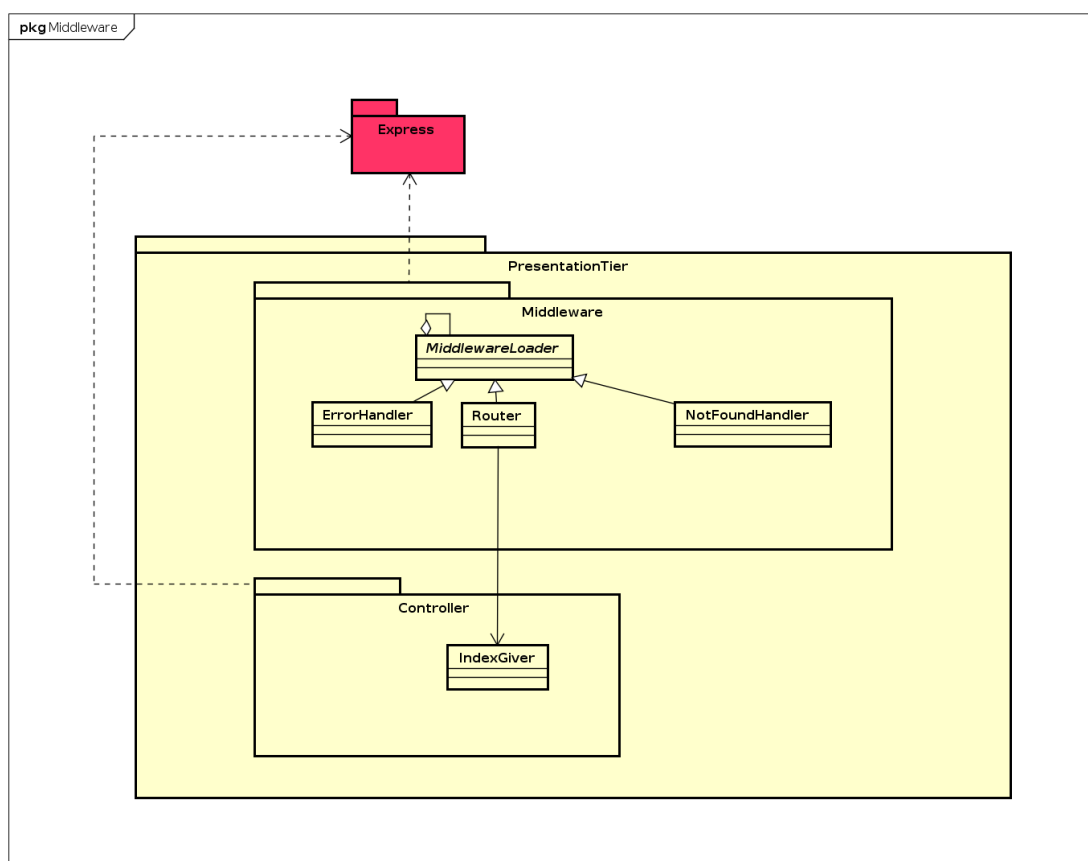 pkg Middleware
Express
PresentationTier
Middleware
MiddlewareLoader
ErrorHandler
Router
NotFoundHandler
Controller
IndexGiver